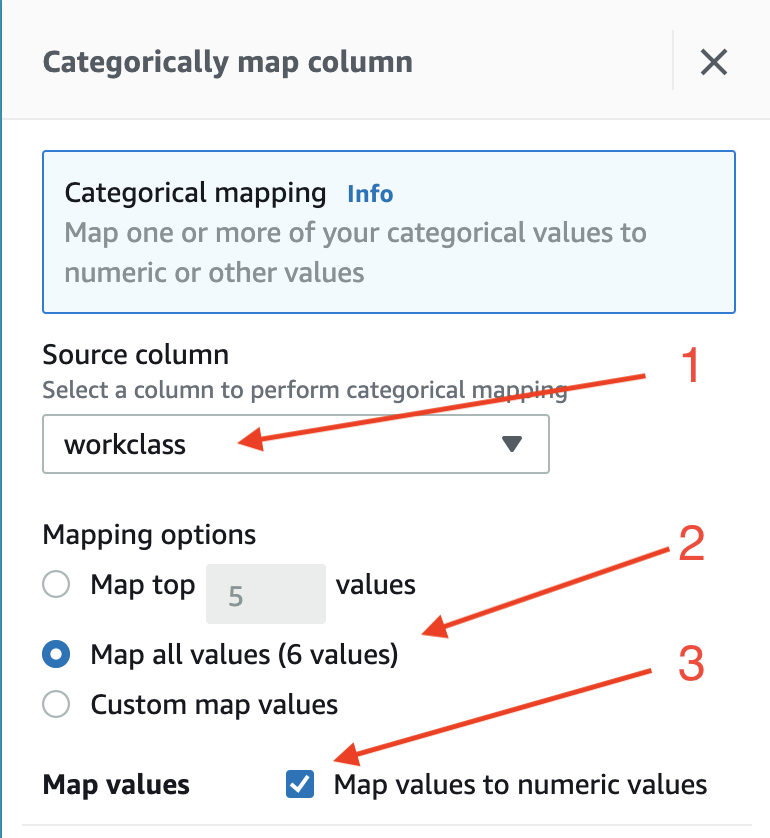 Categorically map column
Categorical mapping Info
Map one or more of your categorical values to
numeric or other values
Source column
1
Select a column to perform categorical mapping
workclass
Mapping options
2
Map top 5 values
Map all values (6 values)
3
Custom map values
Map values Map values to numeric values